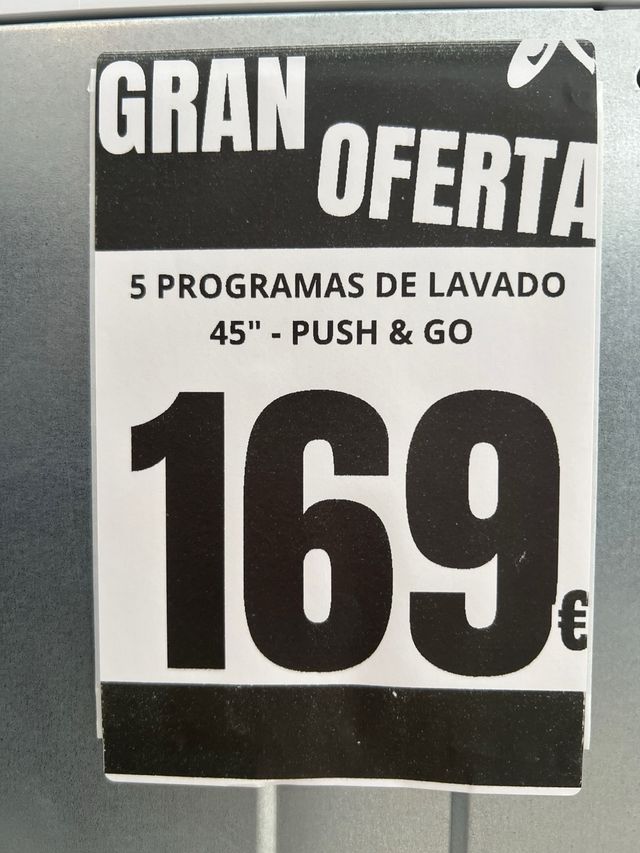 GRAN
OFERTA
5 PROGRAMAS DE LAVADO
45" - PUSH & GO
169€